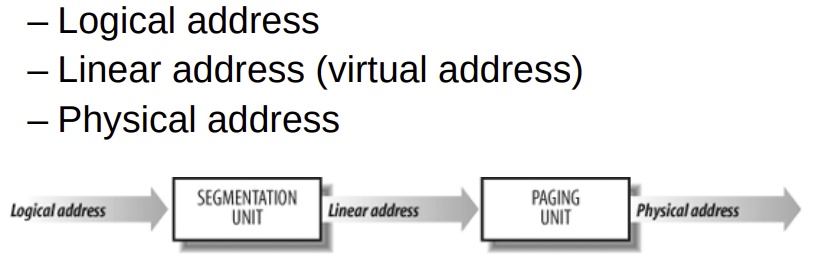 – Logical address
– Linear address (virtual address)
– Physical address
Logical address
SEGMENTATION
UNIT
Linear address
PAGING
UNIT
Physical address